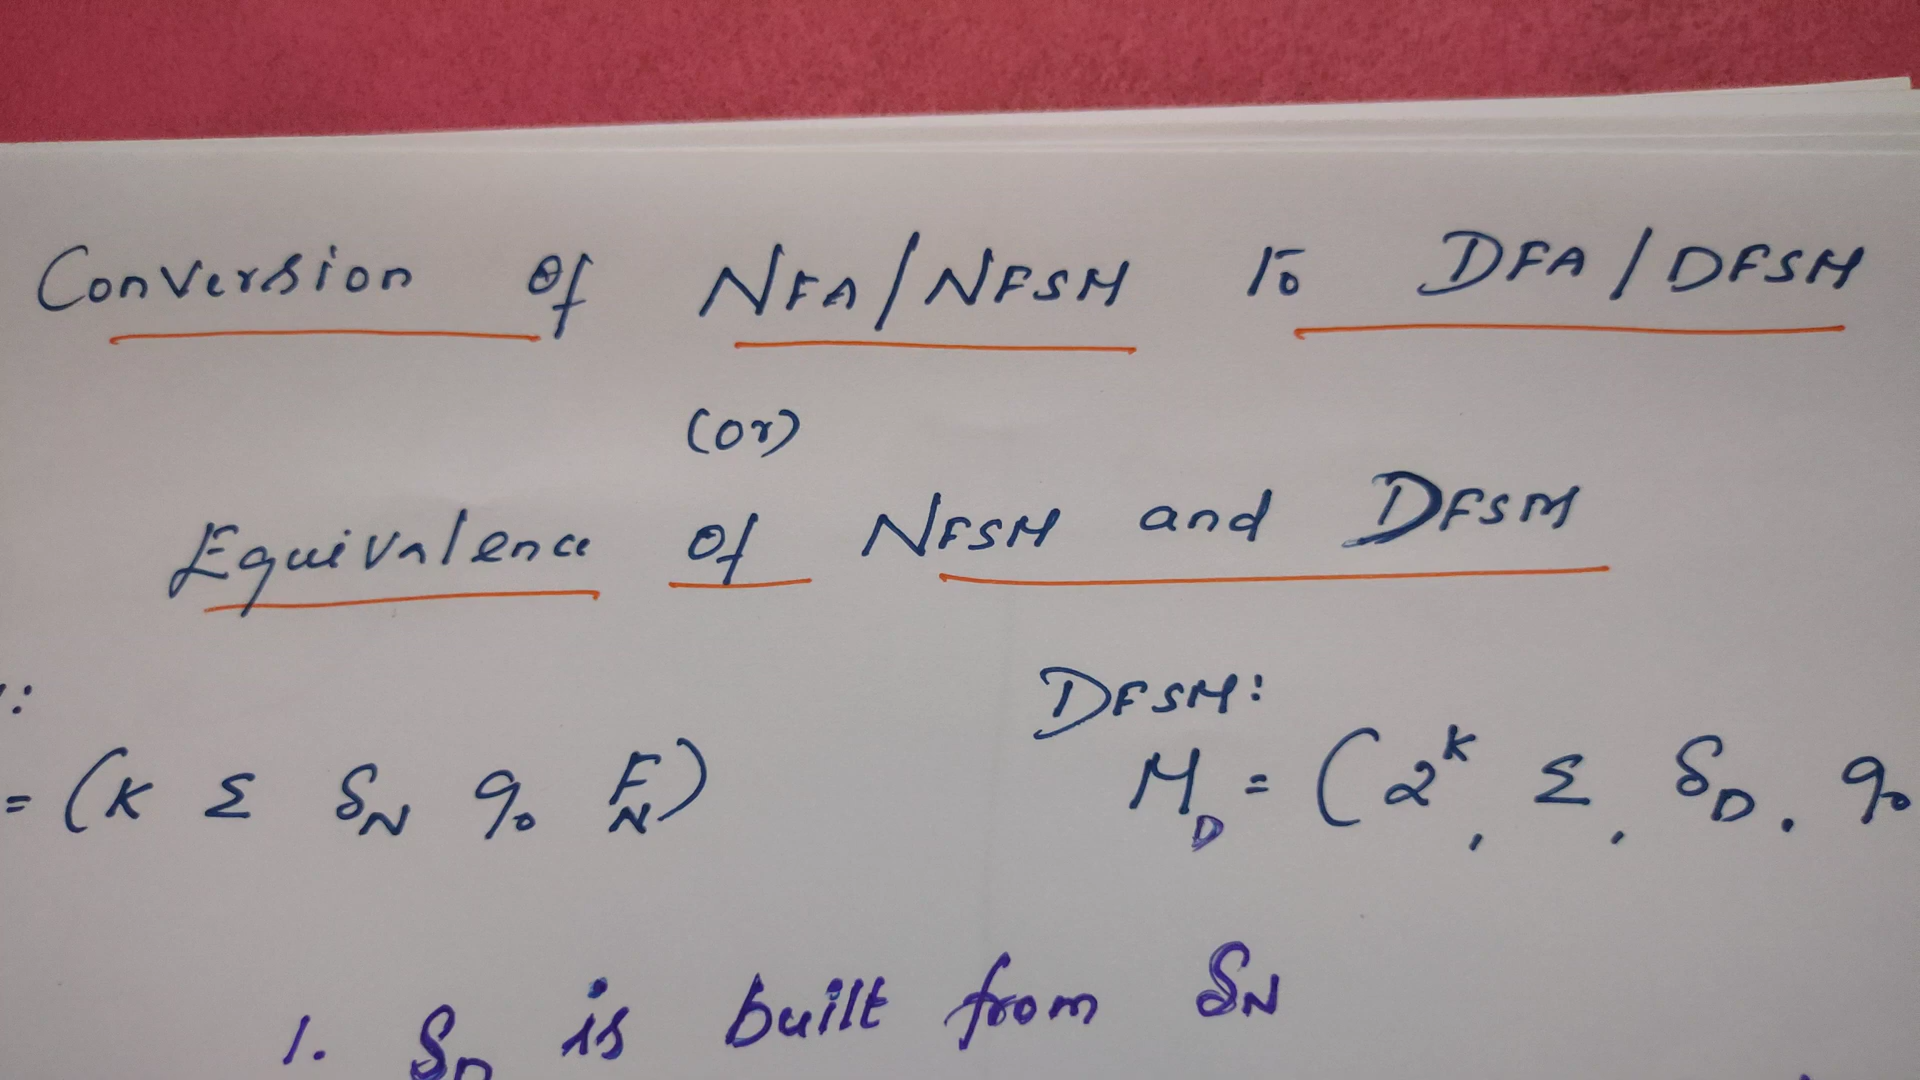 Conversion of NFA/NFSM To DFA/DFSM
(or)
Equivalence of NFSM and DFSM
: DFSM:
= (K Σ δN q0 FN) MD = (2^K, Σ, δD, q0
1. δD is built from δN